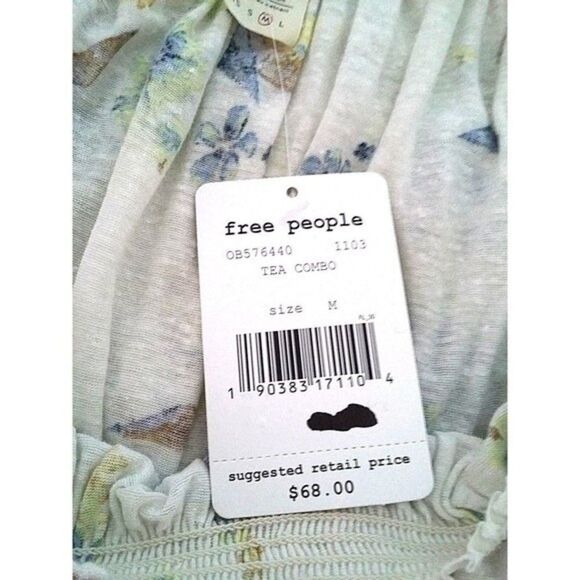 free people
OB576440 1103
TEA COMBO
size M
1 90383 17110 4
suggested retail price
$68.00